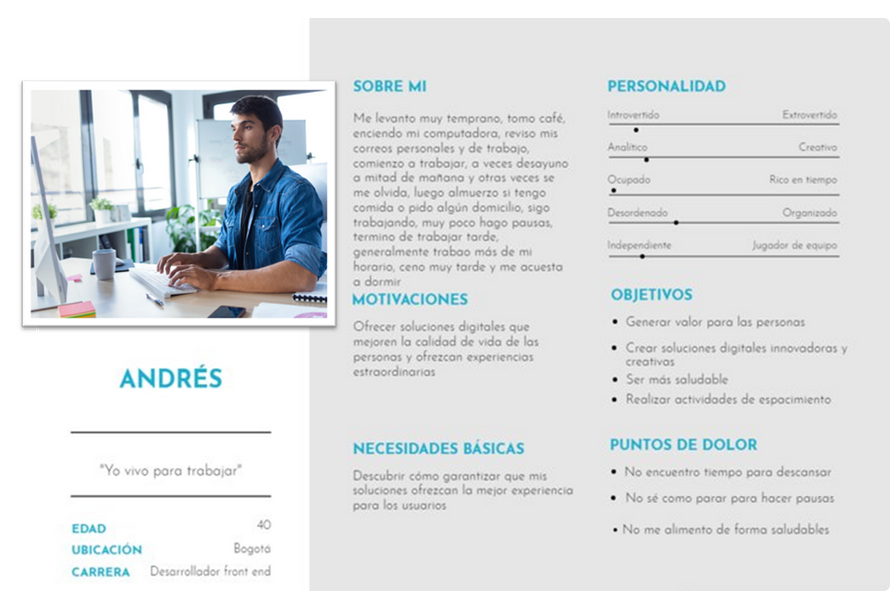 ANDRÉS
"Yo vivo para trabajar"
EDAD 40
UBICACIÓN Bogotá
CARRERA Desarrollador front end
SOBRE MI
Me levanto muy temprano, tomo café,
enciendo mi computadora, reviso mis
correos personales y de trabajo,
comienzo a trabajar, a veces desayuno
a mitad de mañana y otras veces se
me olvida, luego almuerzo si tengo
comida o pido algún domicilio, sigo
trabajando, muy poco hago pausas,
termino de trabajar tarde,
generalmente trabao más de mi
horario, ceno muy tarde y me acuesta
a dormir
MOTIVACIONES
Ofrecer soluciones digitales que
mejoren la calidad de vida de las
personas y ofrezcan experiencias
estraordinarias
NECESIDADES BÁSICAS
Descubrir cómo garantizar que mis
soluciones ofrezcan la mejor experiencia
para los usuarios
PERSONALIDAD
Introvertido Extrovertido
Analítico Creativo
Ocupado Rico en tiempo
Desordenado Organizado
Independiente Jugador de equipo
OBJETIVOS
• Generar valor para las personas
• Crear soluciones digitales innovadoras y
creativas
• Ser más saludable
• Realizar actividades de espacimiento
PUNTOS DE DOLOR
• No encuentro tiempo para descansar
• No sé como parar para hacer pausas
• No me alimento de forma saludables